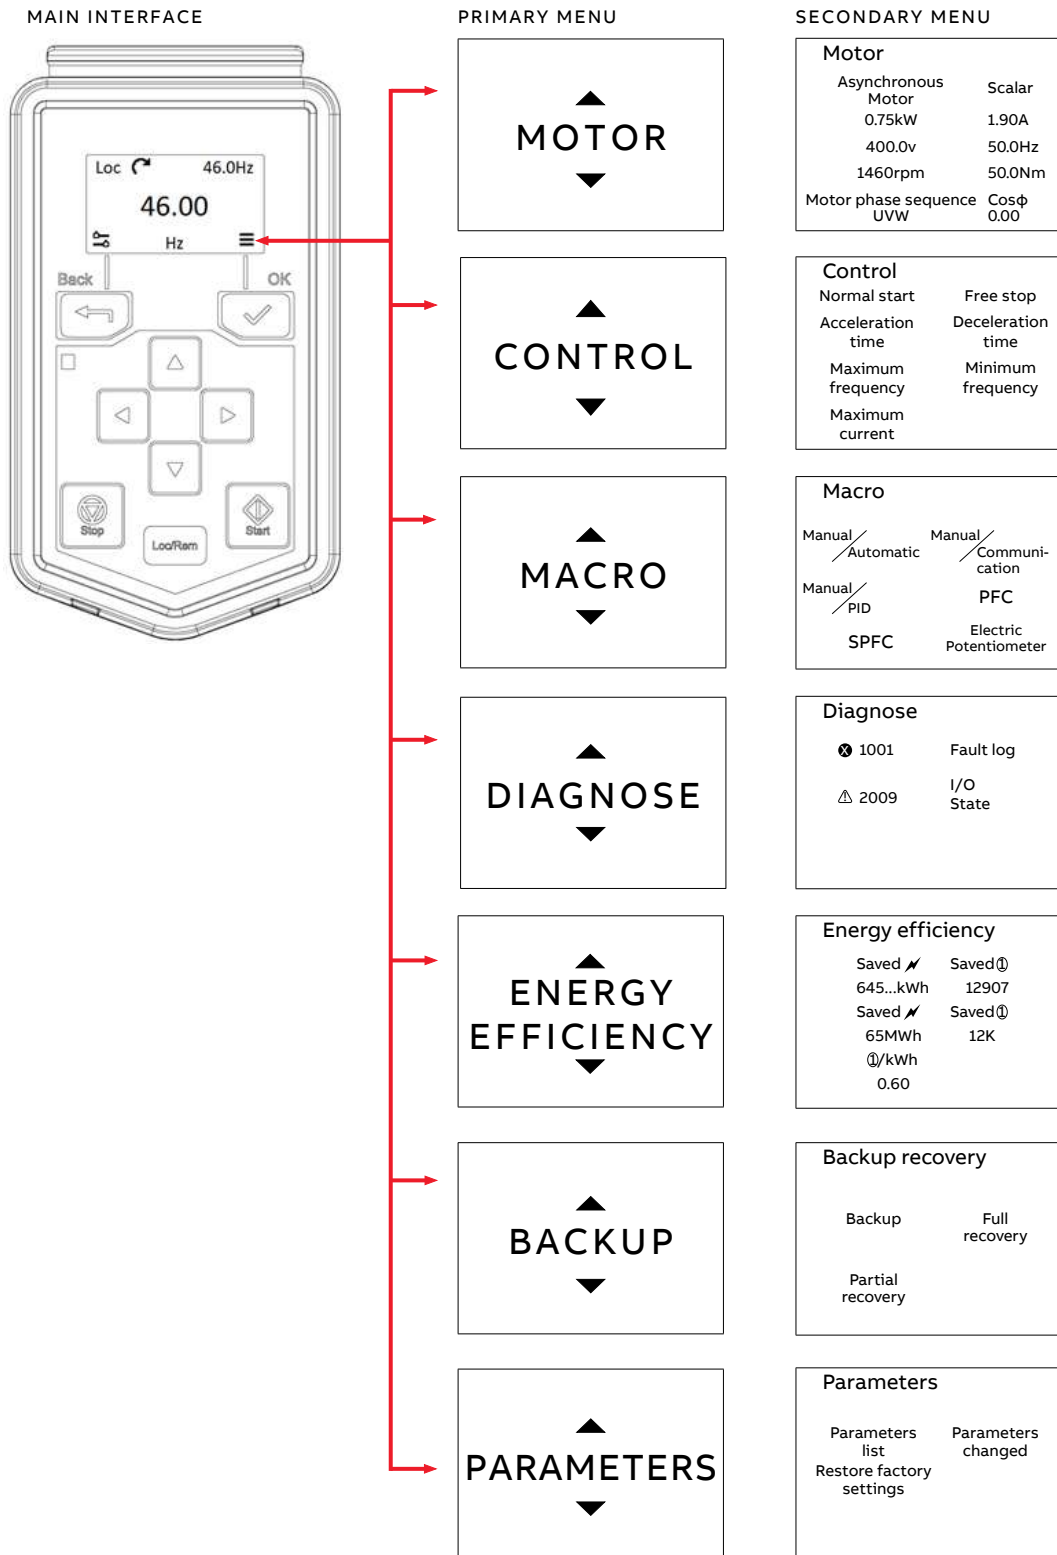 MAIN INTERFACE
PRIMARY MENU
SECONDARY MENU
Loc 46.0Hz
46.00
Hz
Back
OK
Stop
Loc/Rem
Start
MOTOR
Motor
Asynchronous
Motor
Scalar
0.75kW 1.90A
400.0v 50.0Hz
1460rpm 50.0Nm
Motor phase sequence
UVW
Cosϕ
0.00
CONTROL
Control
Normal start Free stop
Acceleration
time
Deceleration
time
Maximum
frequency
Minimum
frequency
Maximum
current
MACRO
Macro
Manual
Automatic
Manual
Communi-
cation
Manual
PID
PFC
SPFC
Electric
Potentiometer
DIAGNOSE
Diagnose
X 1001 Fault log
! 2009
I/O
State
ENERGY
EFFICIENCY
Energy efficiency
Saved Saved①
645...kWh 12907
Saved Saved①
65MWh 12K
①/kWh
0.60
BACKUP
Backup recovery
Backup
Full
recovery
Partial
recovery
PARAMETERS
Parameters
Parameters
list
Parameters
changed
Restore factory
settings